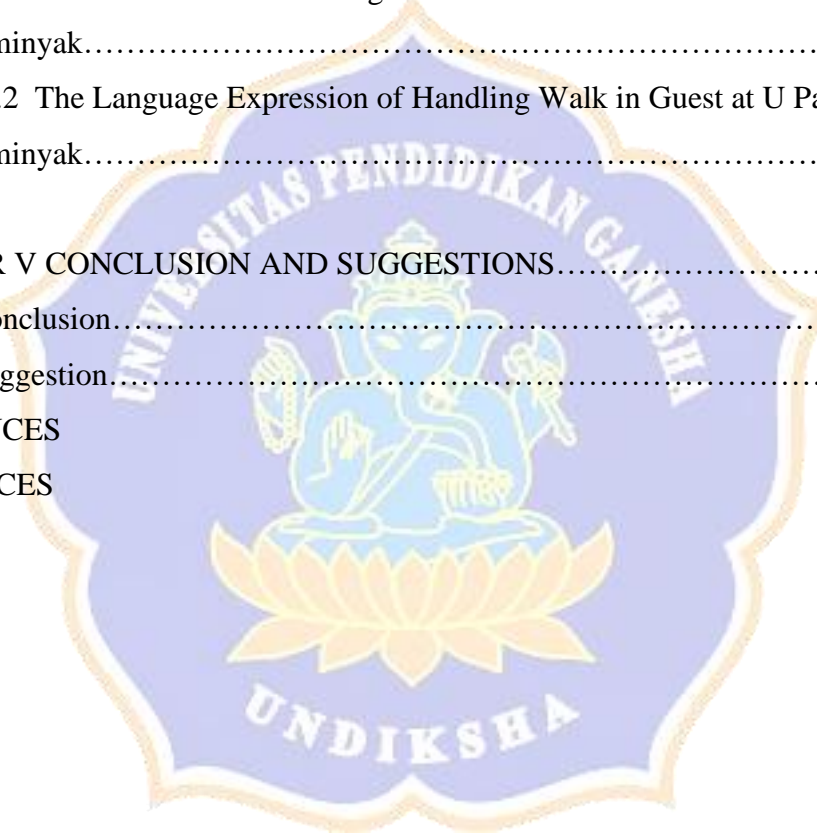 minyak……………………………………………………………………
.2 The Language Expression of Handling Walk in Guest at U Pa
minyak……………………………………………………………………
R V CONCLUSION AND SUGGESTIONS………………………
onclusion………………………………………………………………
ggestion………………………………………………………………
NCES
CES
UNIVERSITAS PENDIDIKAN GANESHA
UNDIKSHA